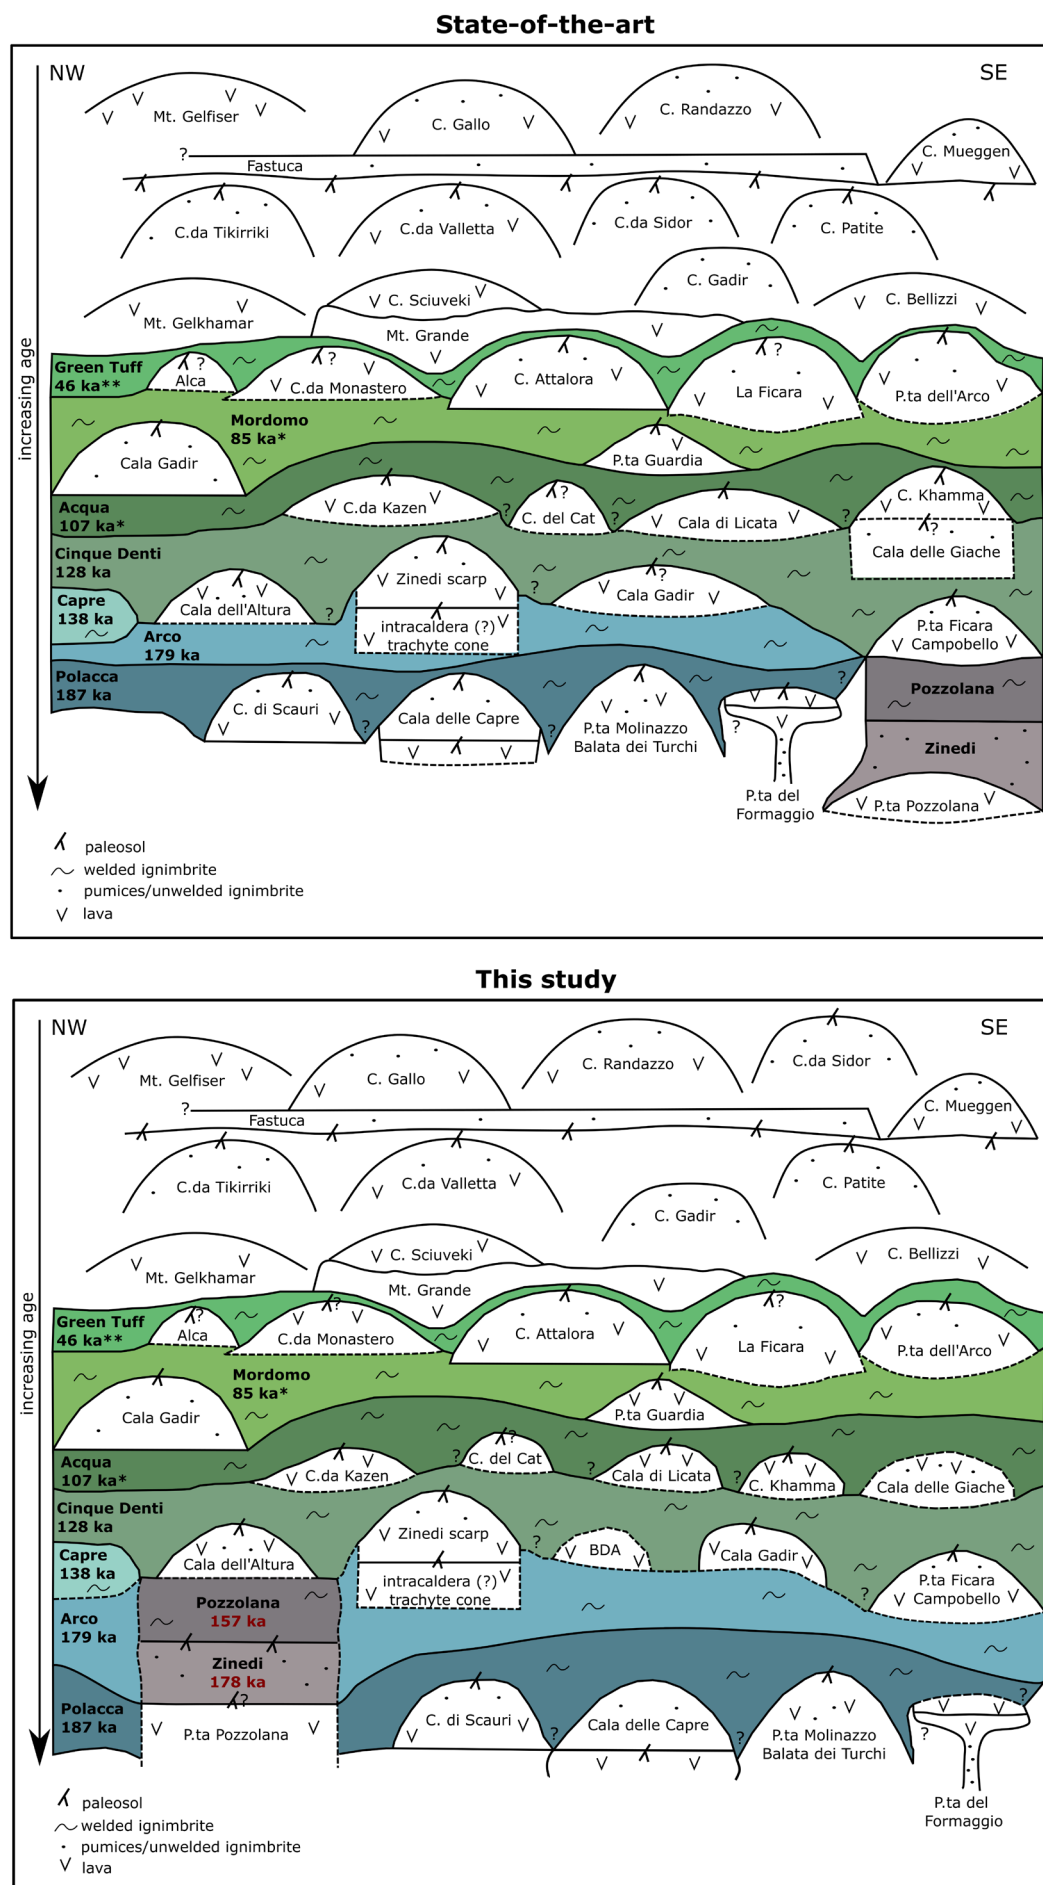 State-of-the-art
NW
SE
Mt. Gelfiser
C. Gallo
C. Randazzo
C. Mueggen
?
Fastuca
C.da Tikirriki
C.da Valletta
C.da Sidor
C. Patite
C. Gadir
C. Sciuveki
C. Bellizzi
Mt. Gelkhamar
Mt. Grande
increasing age
Green Tuff
46 ka**
?
Alca
?
C.da Monastero
C. Attalora
?
La Ficara
P.ta dell'Arco
Mordomo
85 ka*
Cala Gadir
P.ta Guardia
Acqua
107 ka*
C.da Kazen
?
?
C. del Cat
?
Cala di Licata
?
C. Khamma
?
Cala delle Giache
Cinque Denti
128 ka
Zinedi scarp
?
?
Cala Gadir
Capre
138 ka
Cala dell'Altura
?
intracaldera (?)
trachyte cone
P.ta Ficara
Campobello
Arco
179 ka
Polacca
187 ka
?
Pozzolana
C. di Scauri
?
Cala delle Capre
?
P.ta Molinazzo
Balata dei Turchi
?
Zinedi
P.ta del
Formaggio
P.ta Pozzolana
paleosol
welded ignimbrite
pumices/unwelded ignimbrite
lava
This study
NW
SE
Mt. Gelfiser
C. Gallo
C. Randazzo
C.da Sidor
C. Mueggen
?
Fastuca
C.da Tikirriki
C.da Valletta
C. Patite
C. Gadir
C. Sciuveki
C. Bellizzi
Mt. Gelkhamar
Mt. Grande
increasing age
Green Tuff
46 ka**
?
Alca
?
C.da Monastero
C. Attalora
?
La Ficara
P.ta dell'Arco
Mordomo
85 ka*
Cala Gadir
P.ta Guardia
Acqua
107 ka*
C.da Kazen
?
?
C. del Cat
?
Cala di Licata
?
C. Khamma
Cala delle Giache
Cinque Denti
128 ka
Zinedi scarp
?
BDA
Cala Gadir
Capre
138 ka
Cala dell'Altura
intracaldera (?)
trachyte cone
?
P.ta Ficara
Campobello
Pozzolana
157 ka
Arco
179 ka
Zinedi
178 ka
?
Polacca
187 ka
P.ta Pozzolana
C. di Scauri
?
Cala delle Capre
?
P.ta Molinazzo
Balata dei Turchi
?
?
P.ta del
Formaggio
paleosol
welded ignimbrite
pumices/unwelded ignimbrite
lava